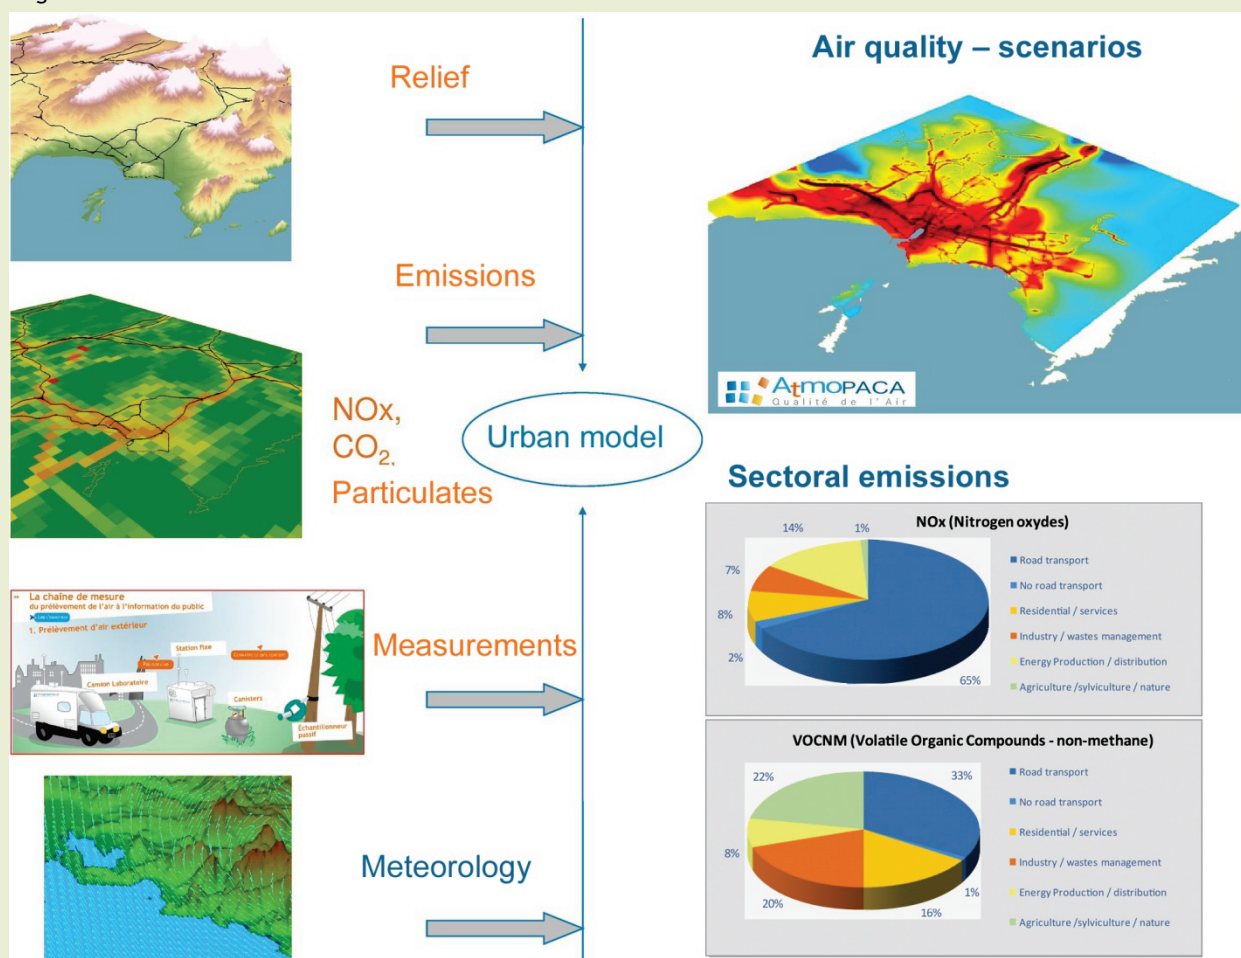 Relief
Emissions
NOx,
CO2,
Particulates
Urban model
La chaîne de mesure
du prélèvement de l'air à l'information du public
1. Prélèvement d'air extérieur
Station fixe
Camion Laboratoire
Canisters
Échantillonneur
passif
Measurements
Meteorology
Air quality – scenarios
AtmoPACA
Qualité de l'Air
Sectoral emissions
NOx (Nitrogen oxydes)
14%
1%
7%
8%
2%
65%
Road transport
No road transport
Residential / services
Industry / wastes management
Energy Production / distribution
Agriculture /sylviculture / nature
VOCNM (Volatile Organic Compounds - non-methane)
22%
33%
8%
20%
16%
1%
Road transport
No road transport
Residential / services
Industry / wastes management
Energy Production / distribution
Agriculture /sylviculture / nature